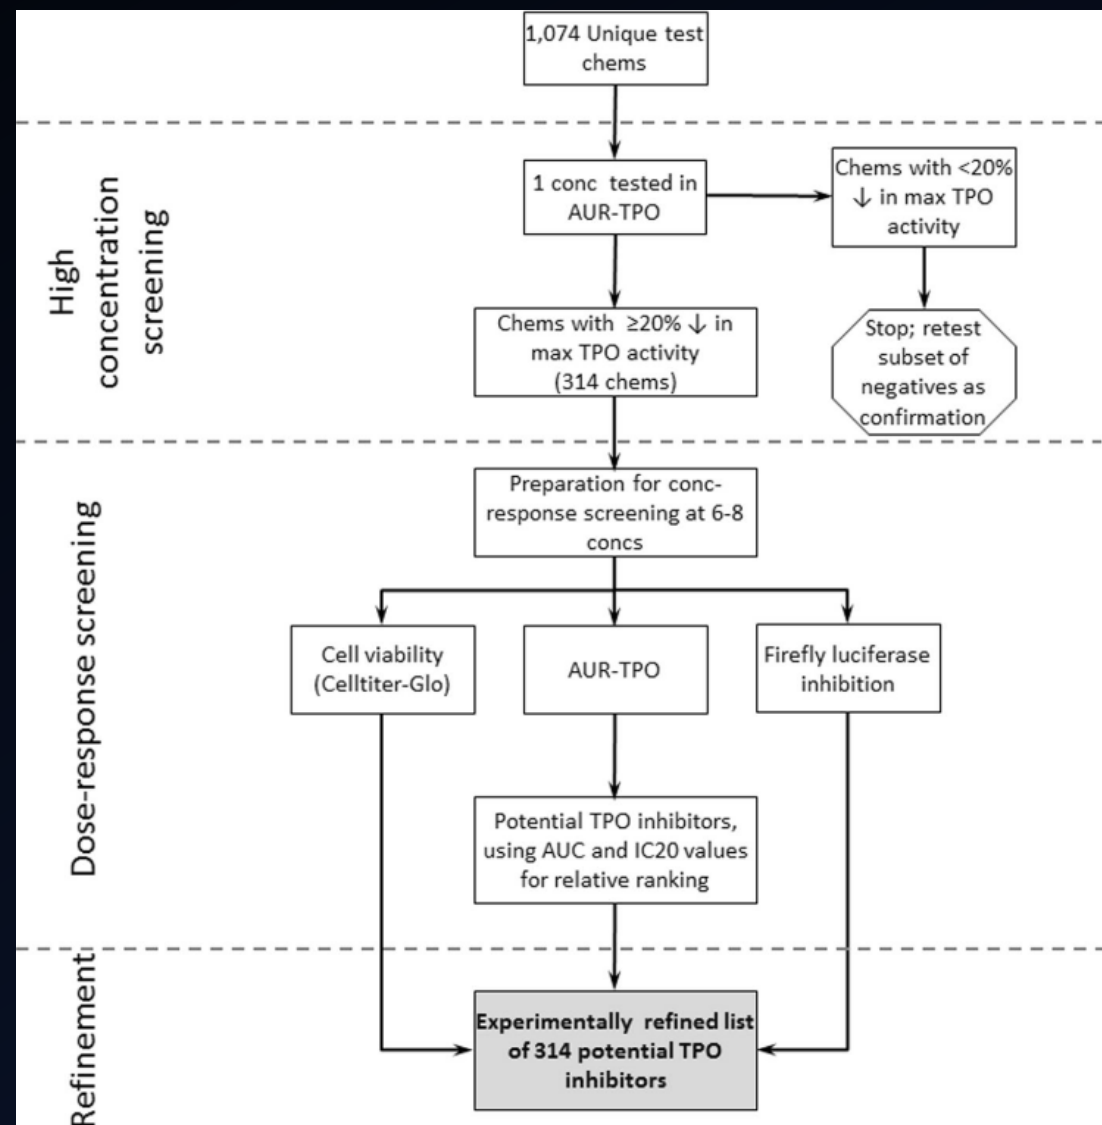 1,074 Unique test
chems
High
concentration
screening
1 conc tested in
AUR-TPO
Chems with <20%
↓ in max TPO
activity
Chems with ≥20% ↓ in
max TPO activity
(314 chems)
Stop; retest
subset of
negatives as
confirmation
Dose-response screening
Preparation for conc-
response screening at 6-8
concs
Cell viability
(Celltiter-Glo)
AUR-TPO
Firefly luciferase
inhibition
Potential TPO inhibitors,
using AUC and IC20 values
for relative ranking
Refinement
Experimentally refined list
of 314 potential TPO
inhibitors